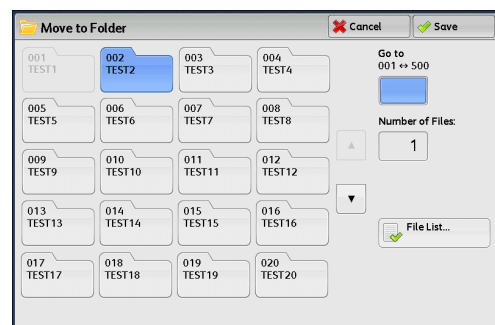 Move to Folder
Cancel
Save
001
TEST1
002
TEST2
003
TEST3
004
TEST4
Go to
001 ↔ 500
005
TEST5
006
TEST6
007
TEST7
008
TEST8
Number of Files:
1
009
TEST9
010
TEST10
011
TEST11
012
TEST12
013
TEST13
014
TEST14
015
TEST15
016
TEST16
File List...
017
TEST17
018
TEST18
019
TEST19
020
TEST20